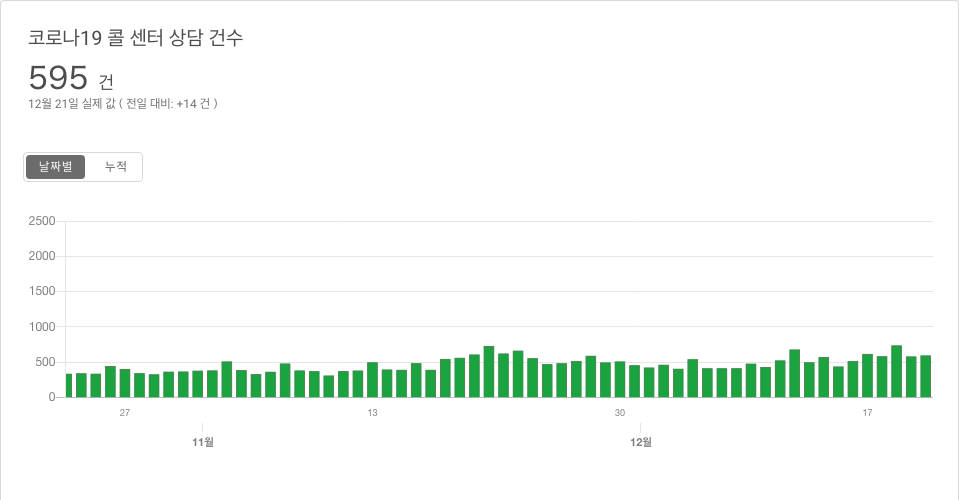 코로나19 콜 센터 상담 건수
595 건
12월 21일 실제 값 ( 전일 대비: +14 건 )
날짜별 누적
2500
2000
1500
1000
500
0
27 13 30 17
11월 12월